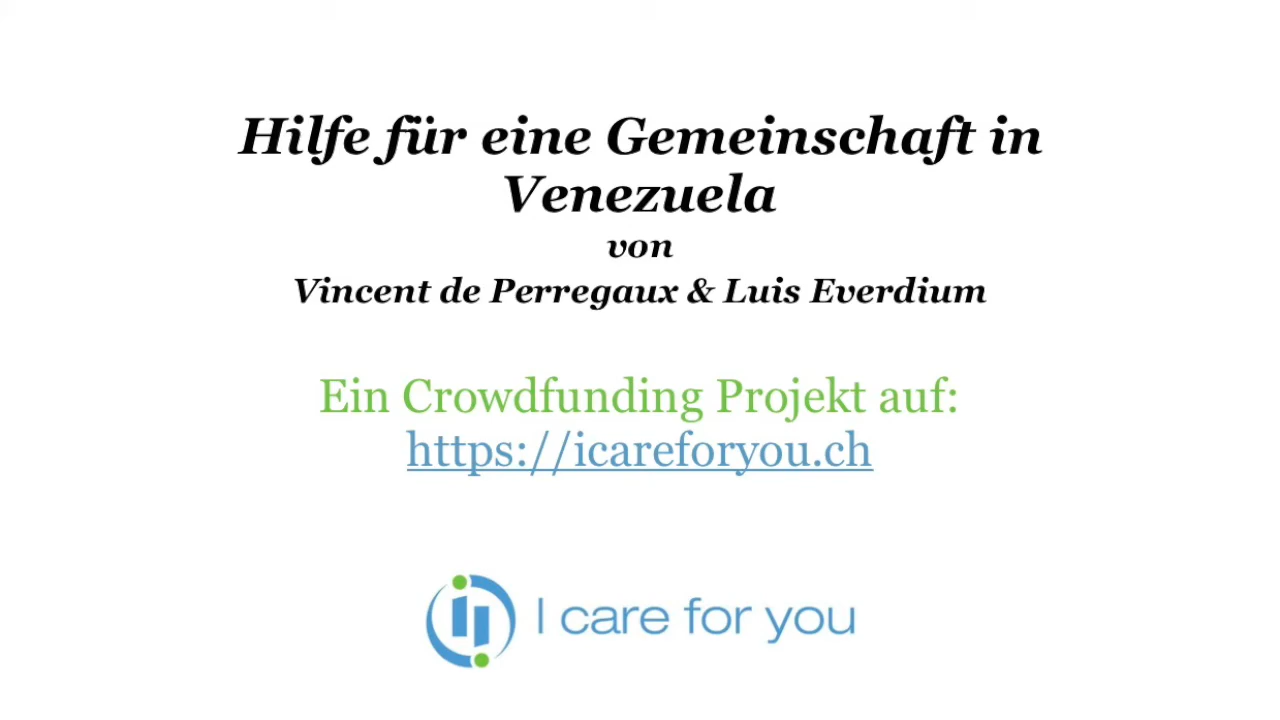 Hilfe für eine Gemeinschaft in
Venezuela
von
Vincent de Perregaux & Luis Everdium
Ein Crowdfunding Projekt auf:
https://icareforyou.ch
I care for you